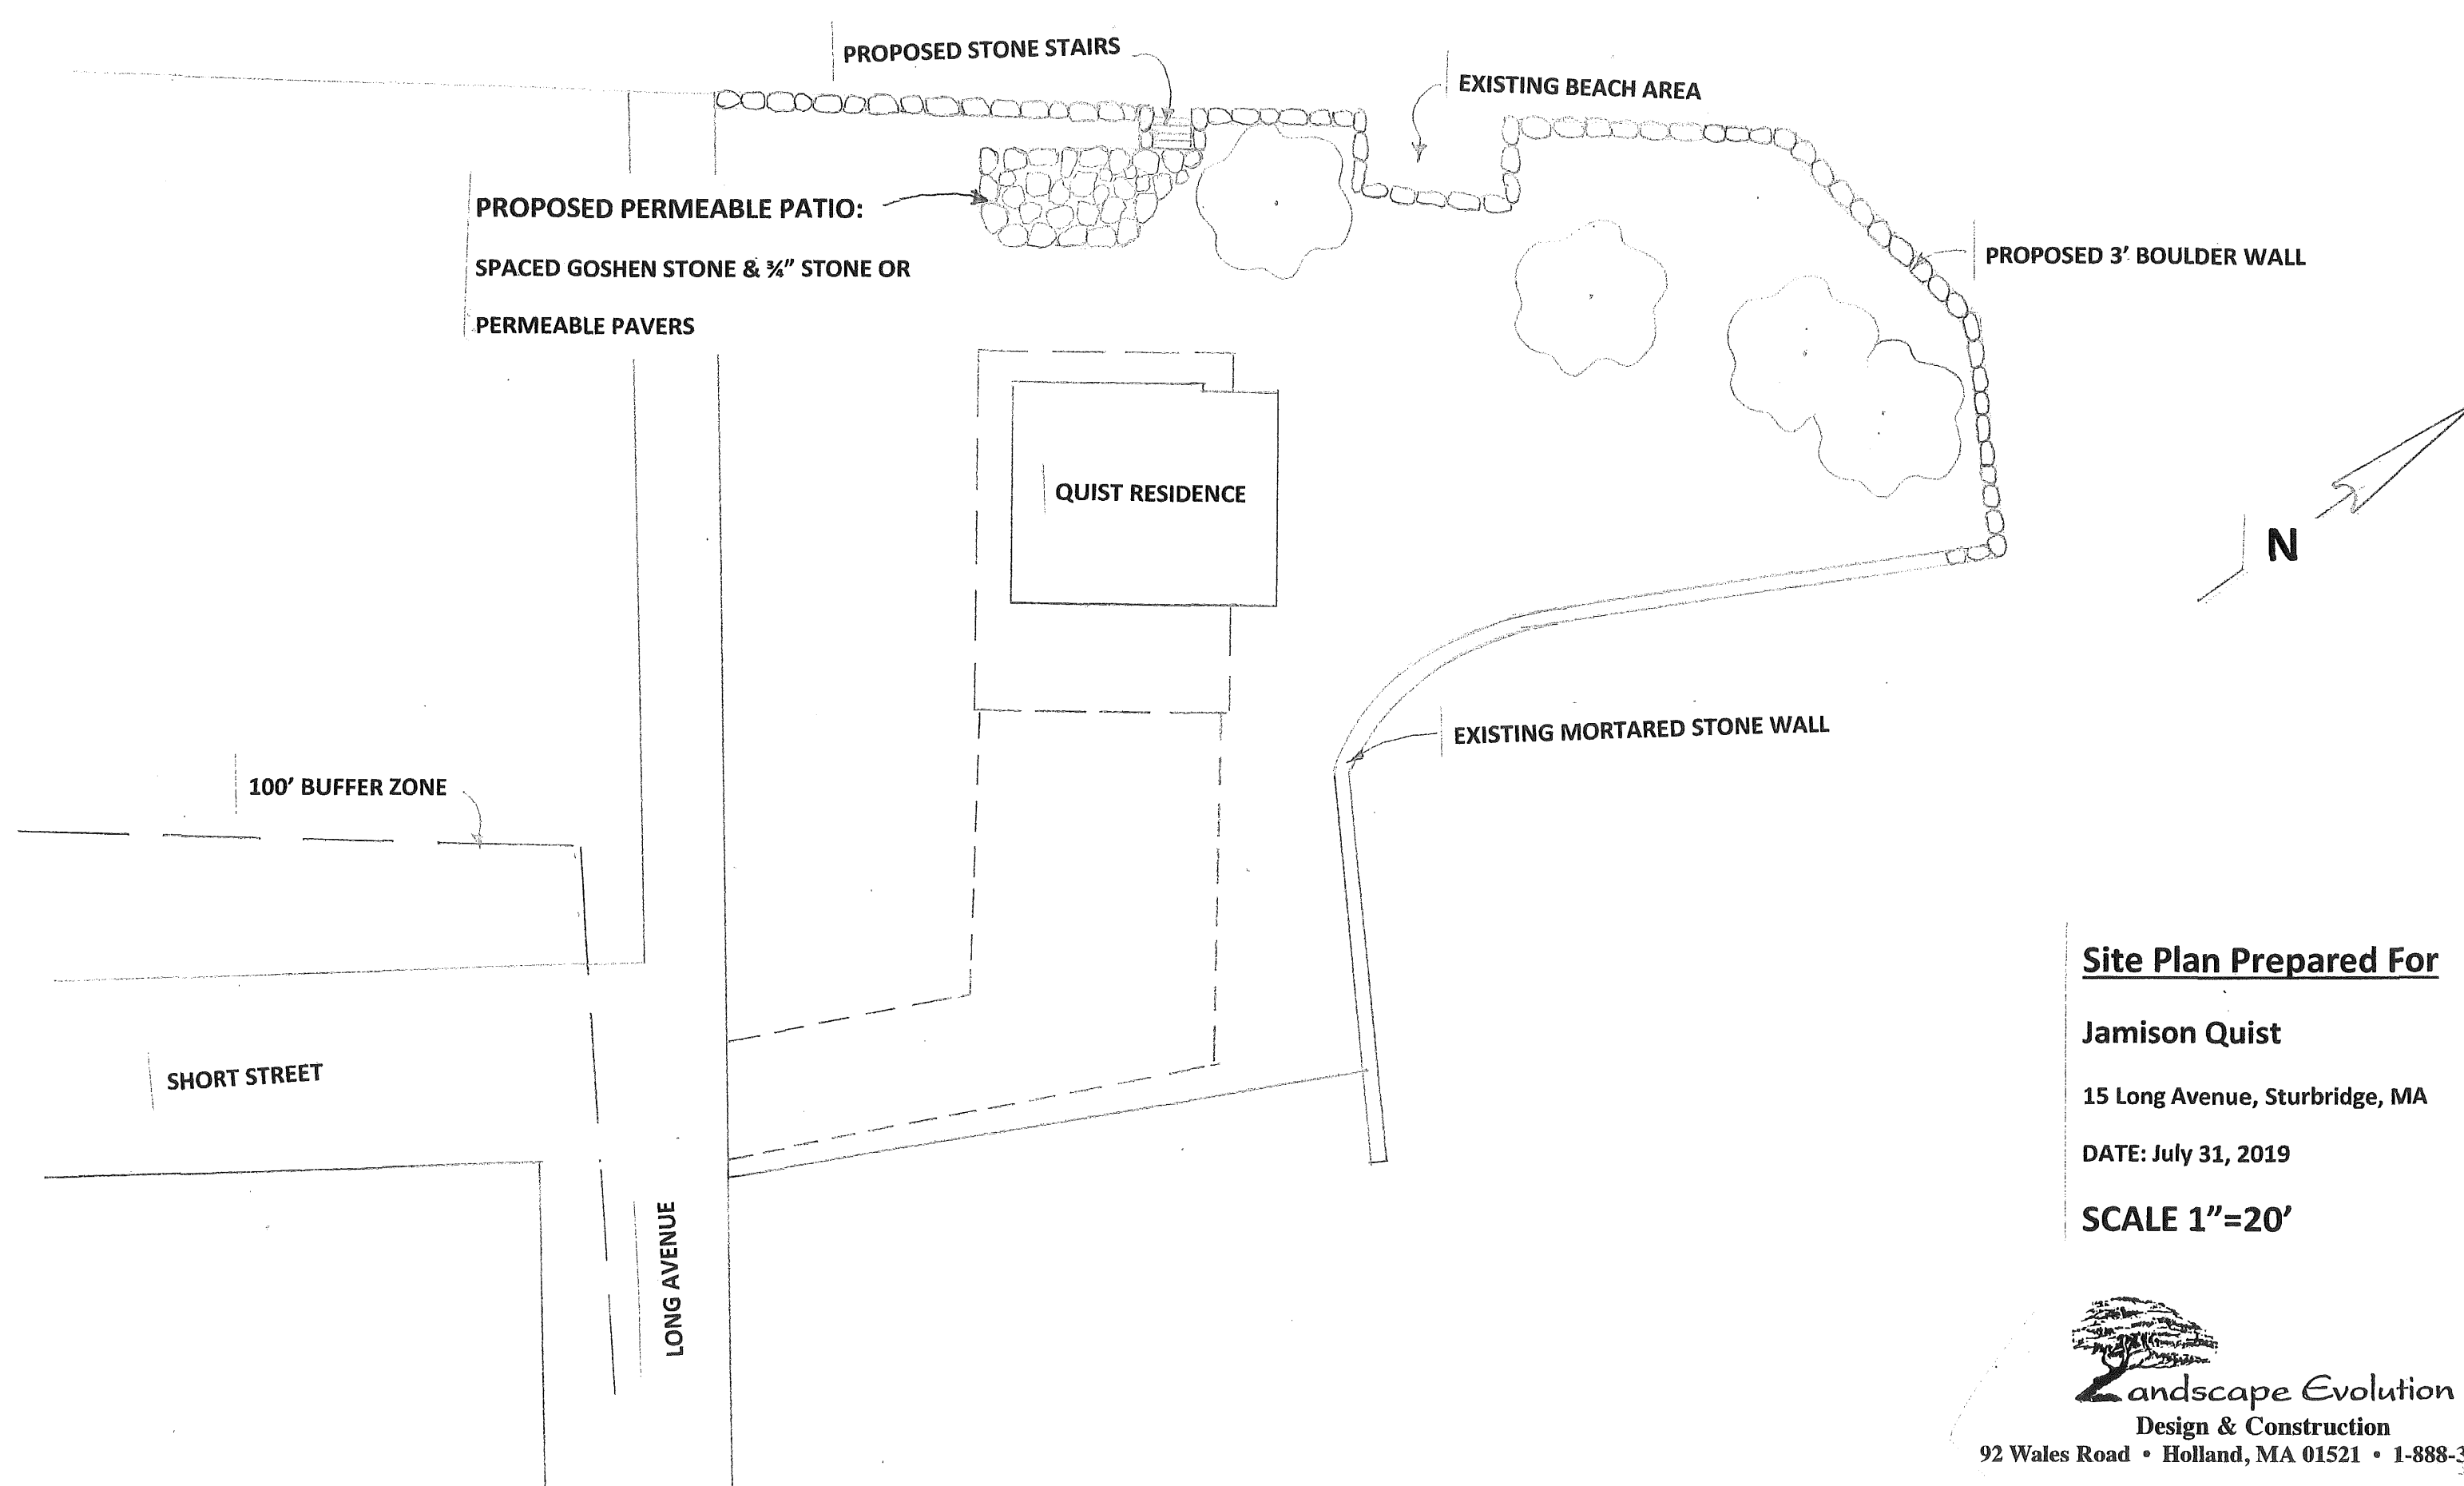 PROPOSED STONE STAIRS
EXISTING BEACH AREA
PROPOSED PERMEABLE PATIO:
SPACED GOSHEN STONE & ¾” STONE OR
PERMEABLE PAVERS
PROPOSED 3’ BOULDER WALL
QUIST RESIDENCE
N
EXISTING MORTARED STONE WALL
100’ BUFFER ZONE
SHORT STREET
LONG AVENUE
Site Plan Prepared For
Jamison Quist
15 Long Avenue, Sturbridge, MA
DATE: July 31, 2019
SCALE 1”=20’
Landscape Evolution
Design & Construction
92 Wales Road • Holland, MA 01521 • 1-888-